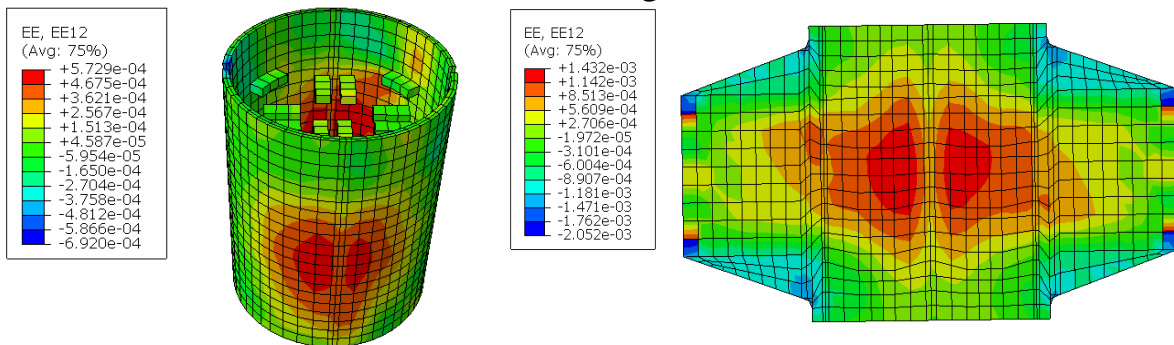 EE, EE12
(Avg: 75%)
+5.729e-04
+4.675e-04
+3.621e-04
+2.567e-04
+1.513e-04
+4.587e-05
-5.954e-05
-1.650e-04
-2.704e-04
-3.758e-04
-4.812e-04
-5.866e-04
-6.920e-04
EE, EE12
(Avg: 75%)
+1.432e-03
+1.142e-03
+8.513e-04
+5.609e-04
+2.706e-04
-1.972e-05
-3.101e-04
-6.004e-04
-8.907e-04
-1.181e-03
-1.471e-03
-1.762e-03
-2.052e-03